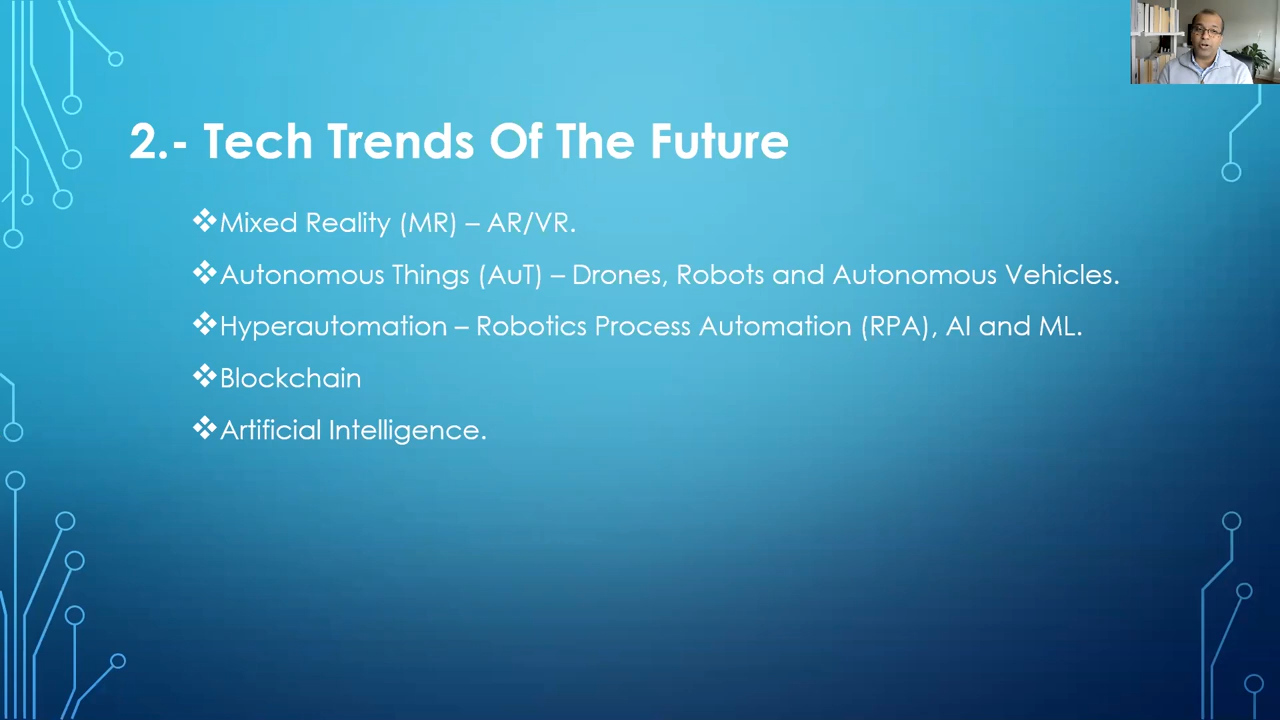 2.- Tech Trends Of The Future
❖Mixed Reality (MR) – AR/VR.
❖Autonomous Things (AuT) – Drones, Robots and Autonomous Vehicles.
❖Hyperautomation – Robotics Process Automation (RPA), AI and ML.
❖Blockchain
❖Artificial Intelligence.